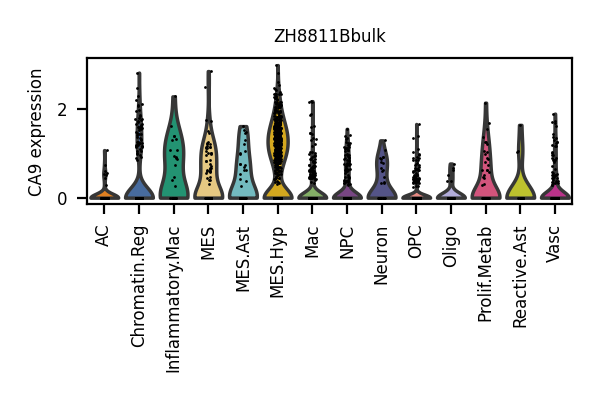 ZH8811Bbulk
CA9 expression
2
0
AC
Chromatin.Reg
Inflammatory.Mac
MES
MES.Ast
MES.Hyp
Mac
NPC
Neuron
OPC
Oligo
Prolif.Metab
Reactive.Ast
Vasc